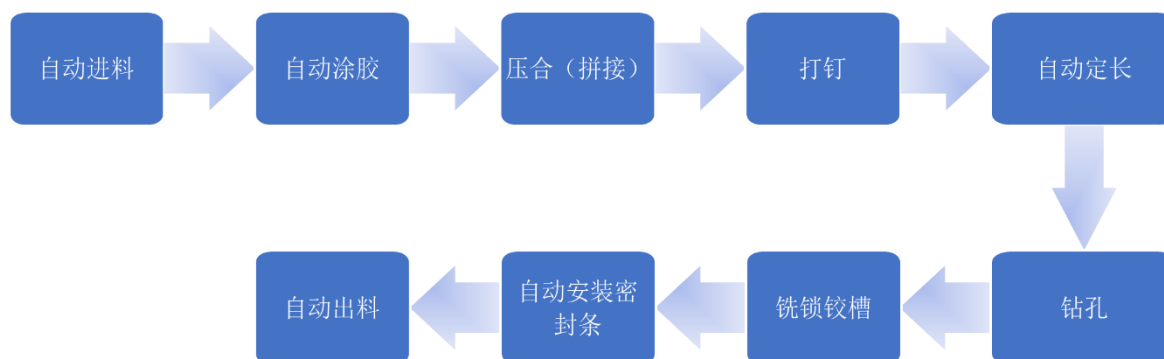 自动进料
自动涂胶
压合（拼接）
打钉
自动定长
钻孔
铣锁铰槽
自动安装密
封条
自动出料